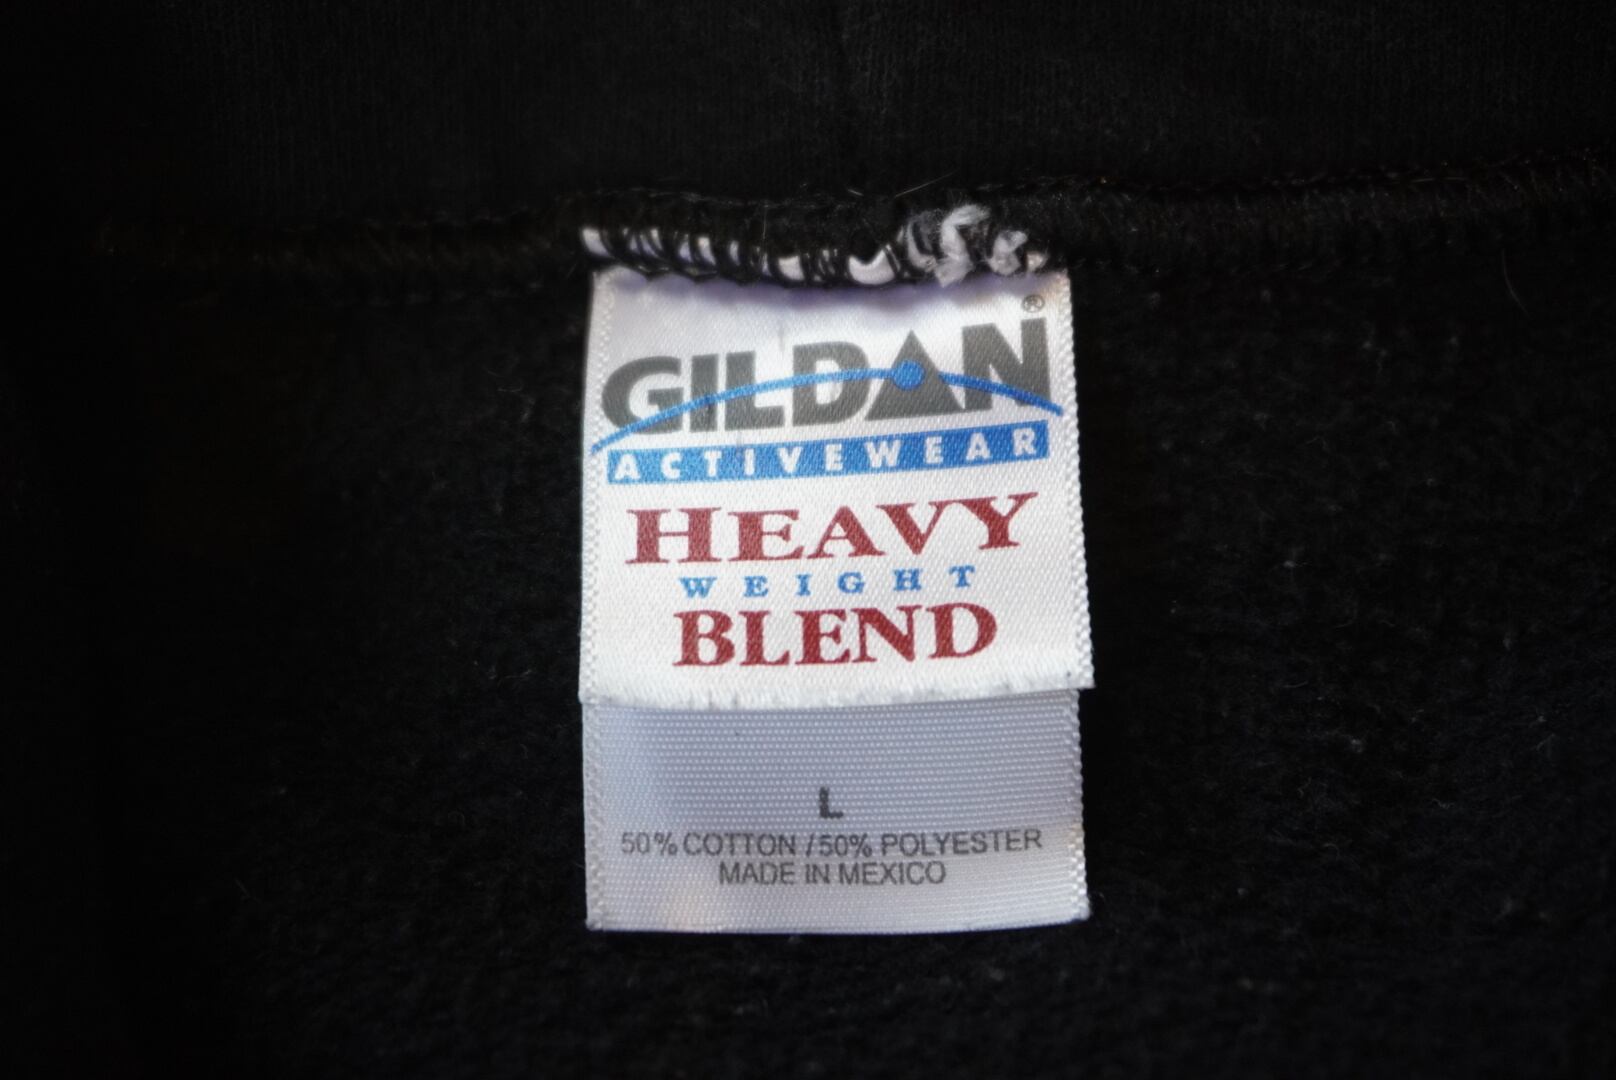 GILDAN®
ACTIVEWEAR
HEAVY
WEIGHT
BLEND
L
50% COTTON / 50% POLYESTER
MADE IN MEXICO